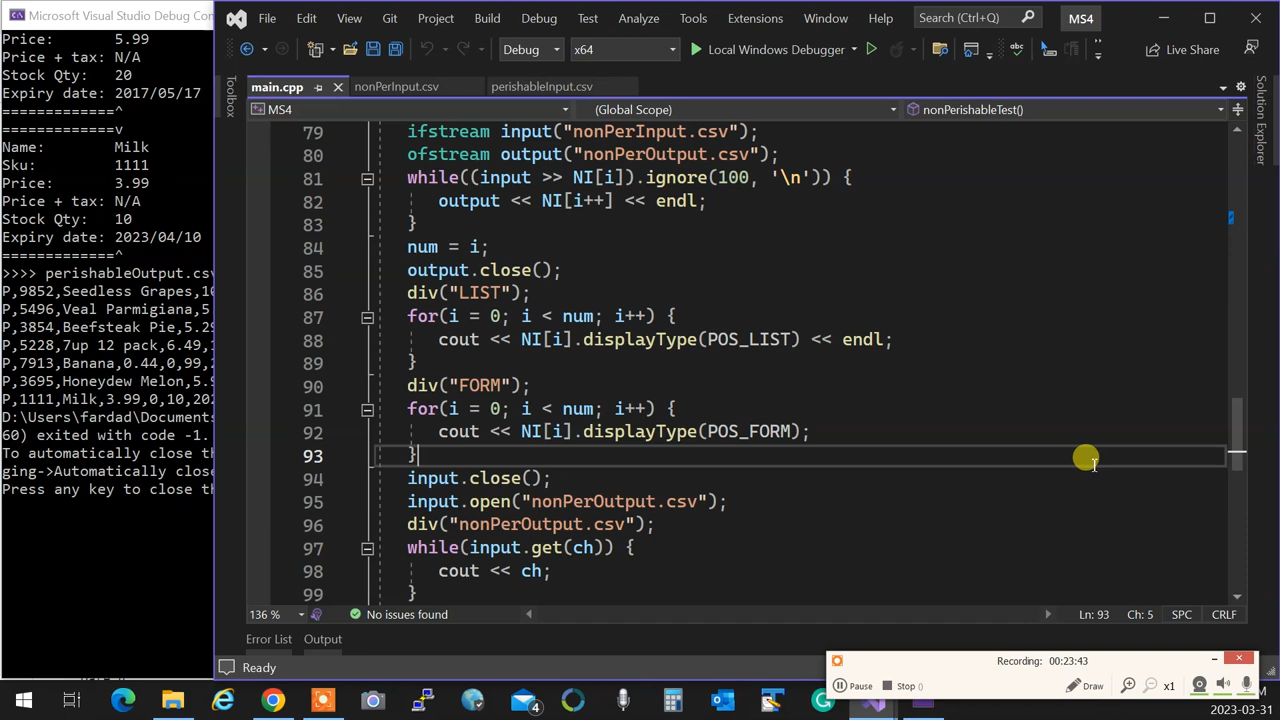 Microsoft Visual Studio Debug Con
Price: 5.99
Price + tax: N/A
Stock Qty: 20
Expiry date: 2017/05/17
=============^
=============v
Name: Milk
Sku: 1111
Price: 3.99
Price + tax: N/A
Stock Qty: 10
Expiry date: 2023/04/10
=============^
>>>> perishableOutput.csv
P,9852,Seedless Grapes,10
P,5496,Veal Parmigiana,5
P,3854,Beefsteak Pie,5.29
P,5228,7up 12 pack,6.49,1
P,7913,Banana,0.44,0,99,2
P,3695,Honeydew Melon,5.9
P,1111,Milk,3.99,0,10,202
D:\Users\fardad\Documents
60) exited with code -1.
To automatically close th
ging->Automatically close
Press any key to close th
File Edit View Git Project Build Debug Test Analyze Tools Extensions Window Help Search (Ctrl+Q) MS4
Debug x64 Local Windows Debugger Live Share
Toolbox
main.cpp nonPerInput.csv perishableInput.csv
MS4 (Global Scope) nonPerishableTest()
Solution Explorer
79 ifstream input("nonPerInput.csv");
80 ofstream output("nonPerOutput.csv");
81 while((input >> NI[i]).ignore(100, '\n')) {
82 output << NI[i++] << endl;
83 }
84 num = i;
85 output.close();
86 div("LIST");
87 for(i = 0; i < num; i++) {
88 cout << NI[i].displayType(POS_LIST) << endl;
89 }
90 div("FORM");
91 for(i = 0; i < num; i++) {
92 cout << NI[i].displayType(POS_FORM);
93 }
94 input.close();
95 input.open("nonPerOutput.csv");
96 div("nonPerOutput.csv");
97 while(input.get(ch)) {
98 cout << ch;
99 }
136 % No issues found Ln: 93 Ch: 5 SPC CRLF
Error List Output
Ready
Recording: 00:23:43
Pause Stop () Draw x1
4
2023-03-31